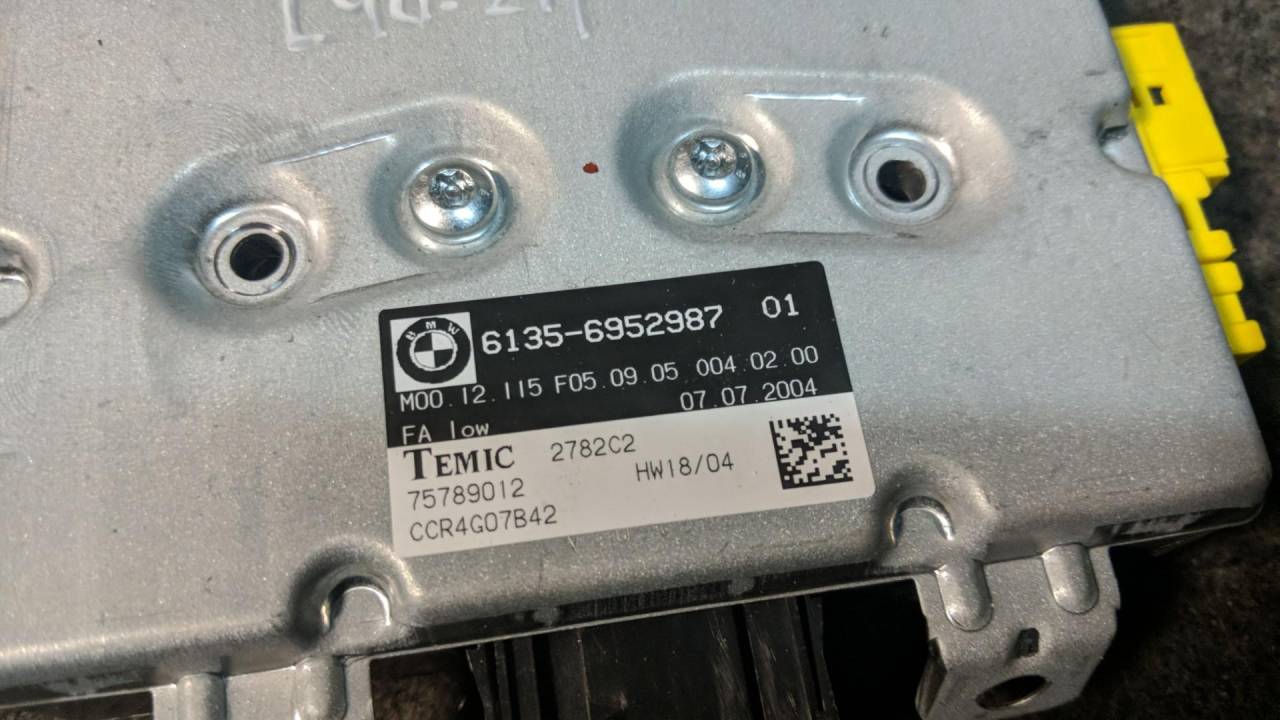 BMW
6135-6952987 01
M00.12.115 F05.09.05 004.02.00
07.07.2004
FA low
TEMIC 2782C2
HW18/04
75789012
CCR4G07B42